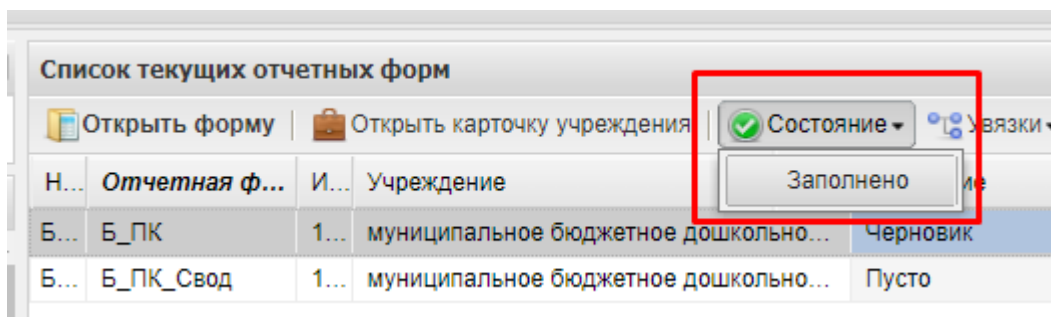 Список текущих отчетных форм
Открыть форму Открыть карточку учреждения Состояние Увязки
Н... Отчетная ф... И... Учреждение
Заполнено
Б... Б_ПК 1... муниципальное бюджетное дошкольно... Черновик
Б... Б_ПК_Свод 1... муниципальное бюджетное дошкольно... Пусто